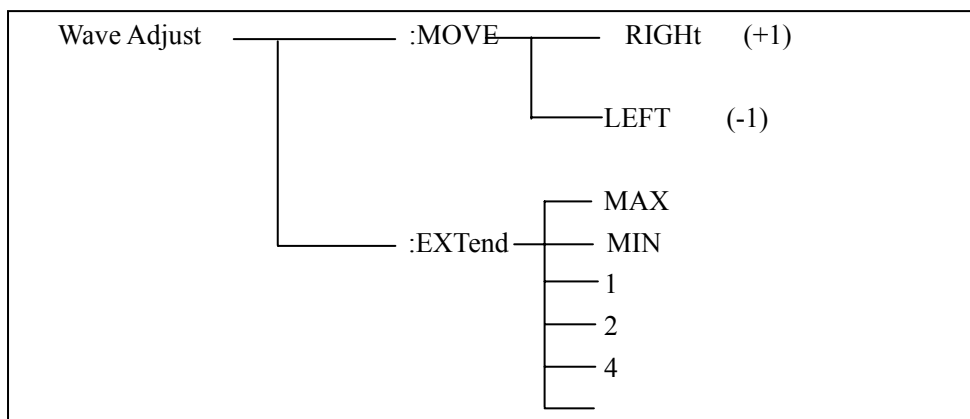 Wave Adjust :MOVE RIGHt (+1)
LEFT (-1)
MAX
:EXTend MIN
1
2
4